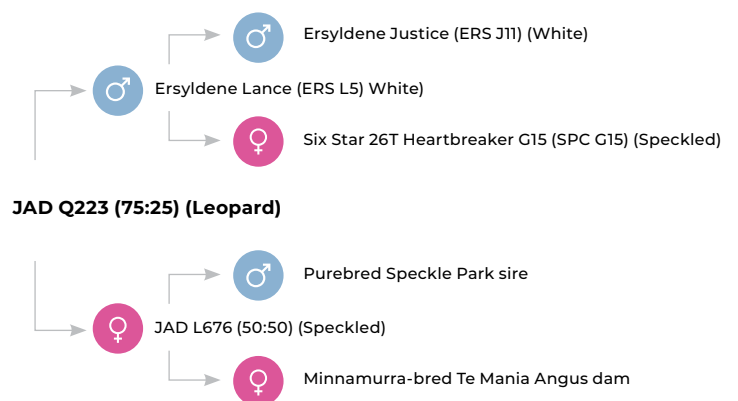 Ersyldene Justice (ERS J11) (White)
Ersyldene Lance (ERS L5) White)
Six Star 26T Heartbreaker G15 (SPC G15) (Speckled)
JAD Q223 (75:25) (Leopard)
Purebred Speckle Park sire
JAD L676 (50:50) (Speckled)
Minnamurra-bred Te Mania Angus dam